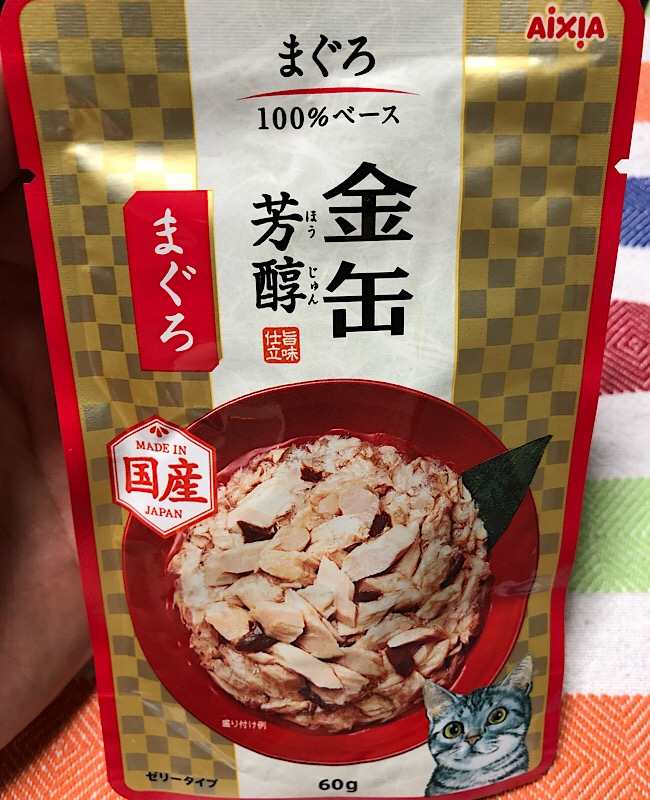 AIXIA
まぐろ
100%ベース
金缶
芳醇
ほうじゅん
旨味
仕立
まぐろ
MADE IN
国産
JAPAN
盛り付け例
ゼリータイプ
60g